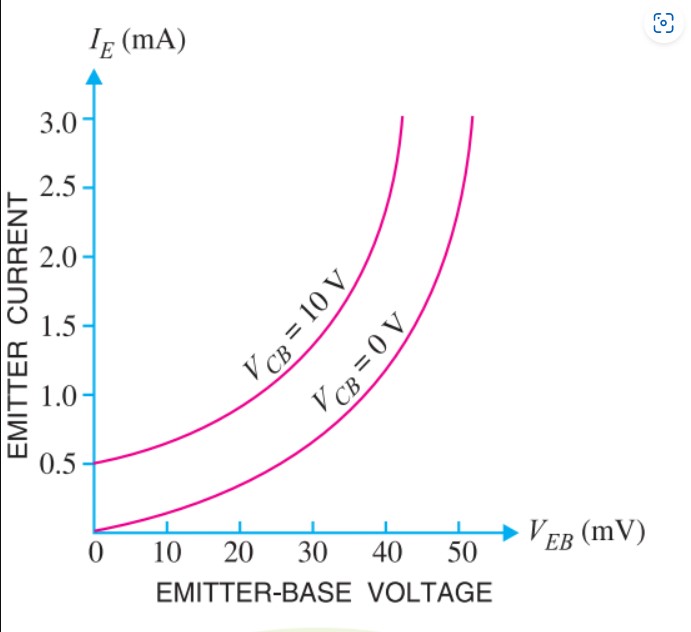 I_E (mA)
3.0
2.5
2.0
1.5
1.0
0.5
EMITTER CURRENT
V_CB = 10 V
V_CB = 0 V
0 10 20 30 40 50
V_EB (mV)
EMITTER-BASE VOLTAGE